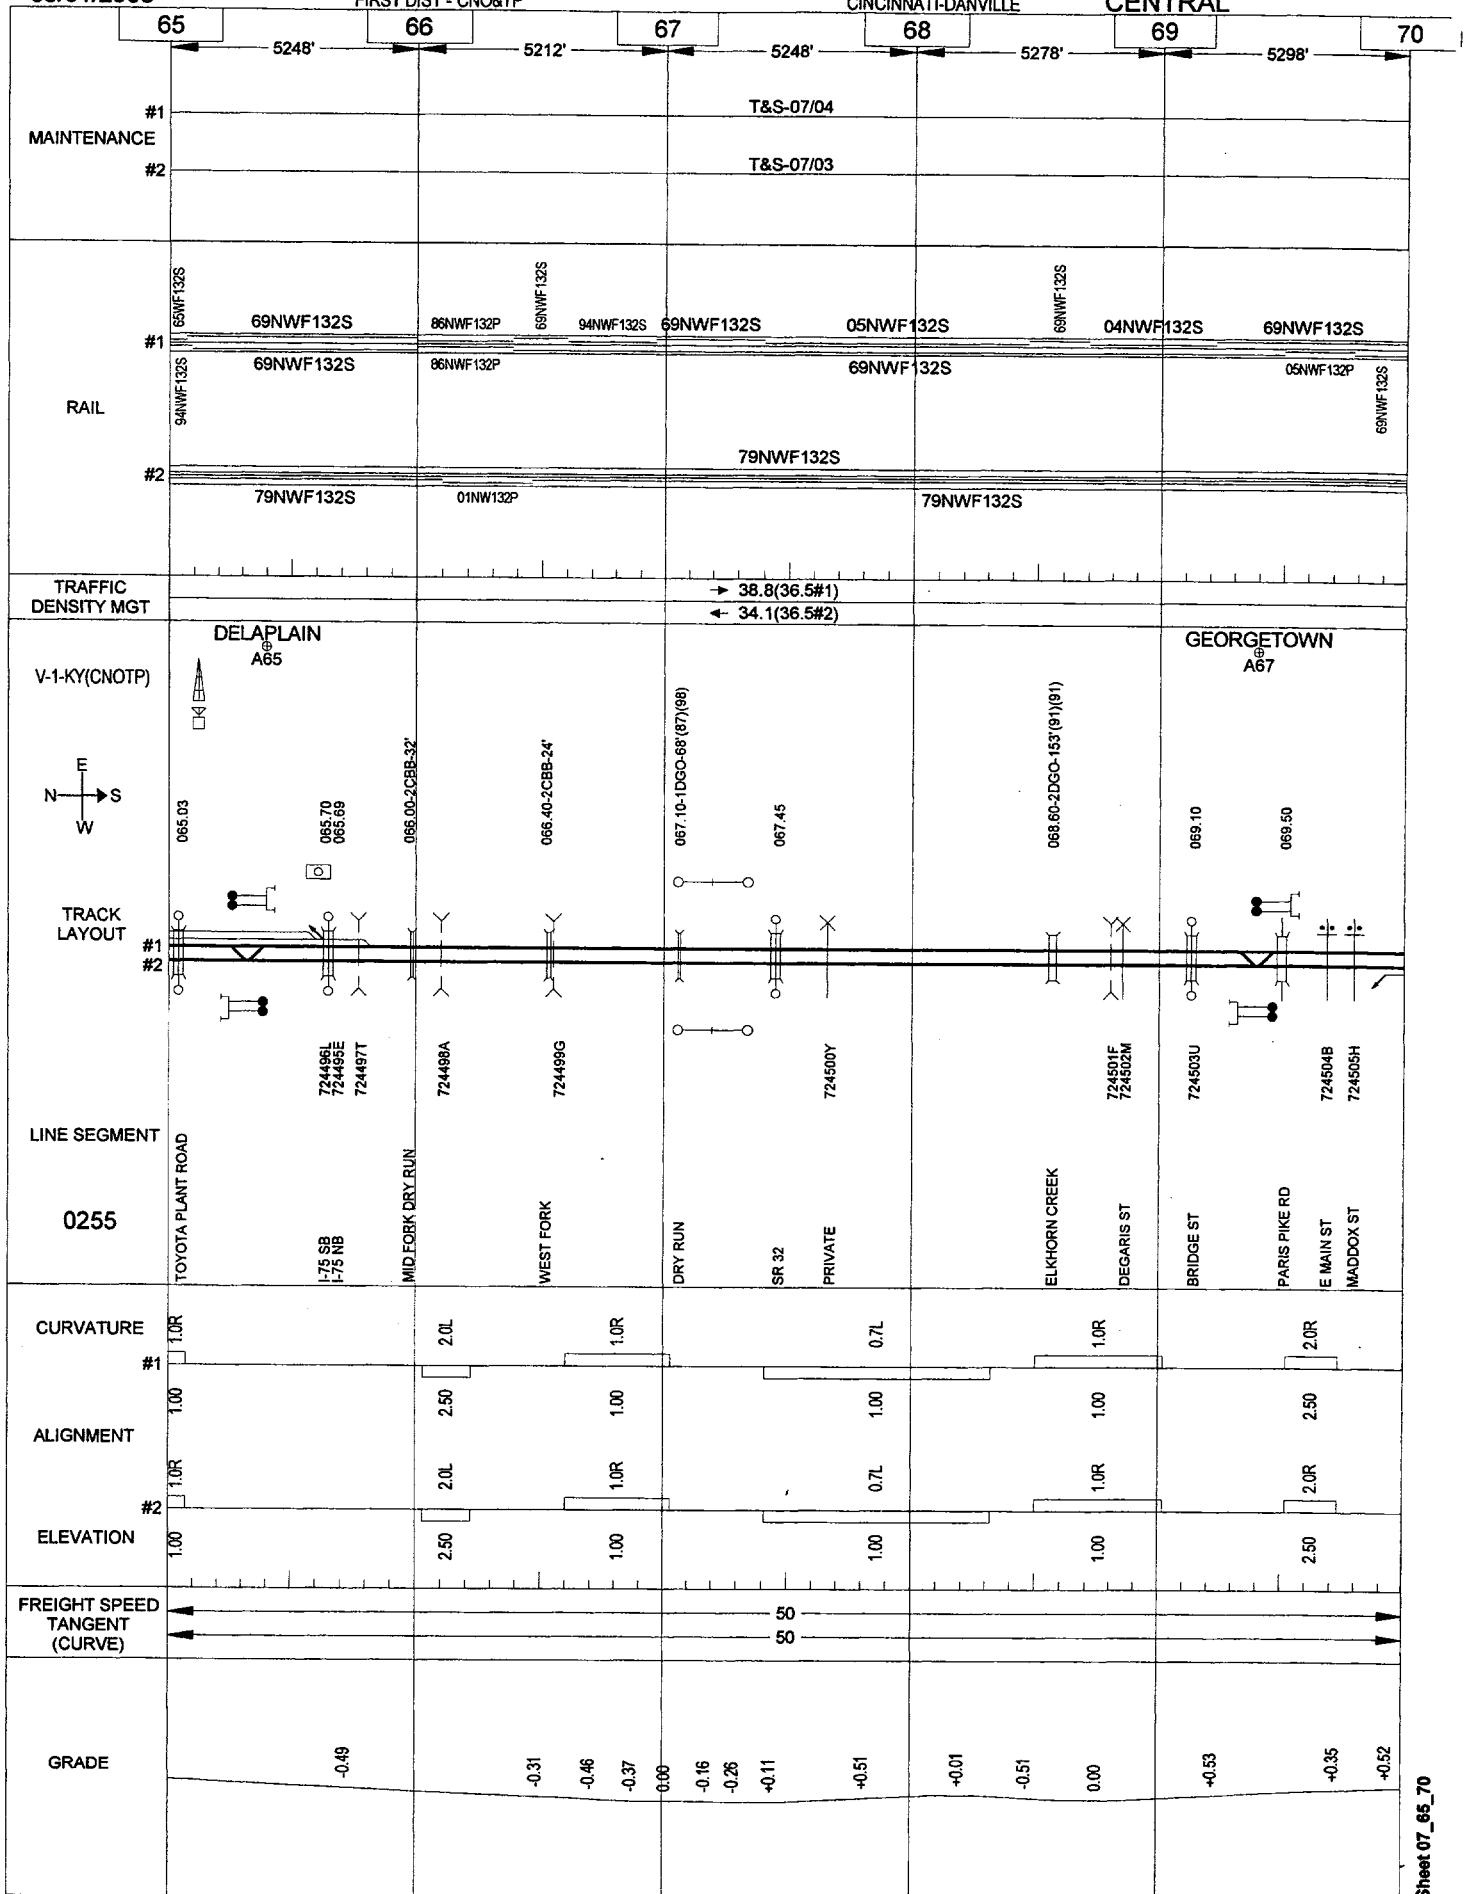 FIRST DIST - CNO&TP
CINCINNATI-DANVILLE
CENTRAL
65 66 67 68 69 70
5248' 5212' 5248' 5278' 5298'
#1 T&S-07/04
MAINTENANCE
#2 T&S-07/03
65WF132S 69NWF132S 86NWF132P 69NWF132S 94NWF132S 69NWF132S 05NWF132S 69NWF132S 04NWF132S 69NWF132S
#1
94NWF132S 69NWF132S 86NWF132P 69NWF132S 05NWF132P 69NWF132S
RAIL
79NWF132S
#2
79NWF132S 01NW132P 79NWF132S
TRAFFIC
DENSITY MGT
38.8(36.5#1)
34.1(36.5#2)
DELAPLAIN
A65
GEORGETOWN
A67
V-1-KY(CNOTP)
E
N S
W
065.03
065.70
065.69
066.00-2CBB-32'
066.40-2CBB-24'
067.10-1DGO-68'(87)(98)
067.45
068.60-2DGO-153'(91)(91)
069.10
069.50
TRACK
LAYOUT
#1
#2
724496L
724495E
724497T
724498A
724499G
724500Y
724501F
724502M
724503U
724504B
724505H
LINE SEGMENT
0255
TOYOTA PLANT ROAD
I-75 SB
I-75 NB
MID FORK DRY RUN
WEST FORK
DRY RUN
SR 32
PRIVATE
ELKHORN CREEK
DEGARIS ST
BRIDGE ST
PARIS PIKE RD
E MAIN ST
MADDOX ST
CURVATURE
1.0R 2.0L 1.0R 0.7L 1.0R 2.0R
#1
1.00 2.50 1.00 1.00 1.00 2.50
ALIGNMENT
1.0R 2.0L 1.0R 0.7L 1.0R 2.0R
#2
ELEVATION
1.00 2.50 1.00 1.00 1.00 2.50
FREIGHT SPEED
TANGENT
(CURVE)
50
50
GRADE
-0.49 -0.31 -0.46 -0.37 0.00 -0.16 -0.26 +0.11 +0.51 +0.01 -0.51 0.00 +0.53 +0.35 +0.52
Sheet 07_65_70